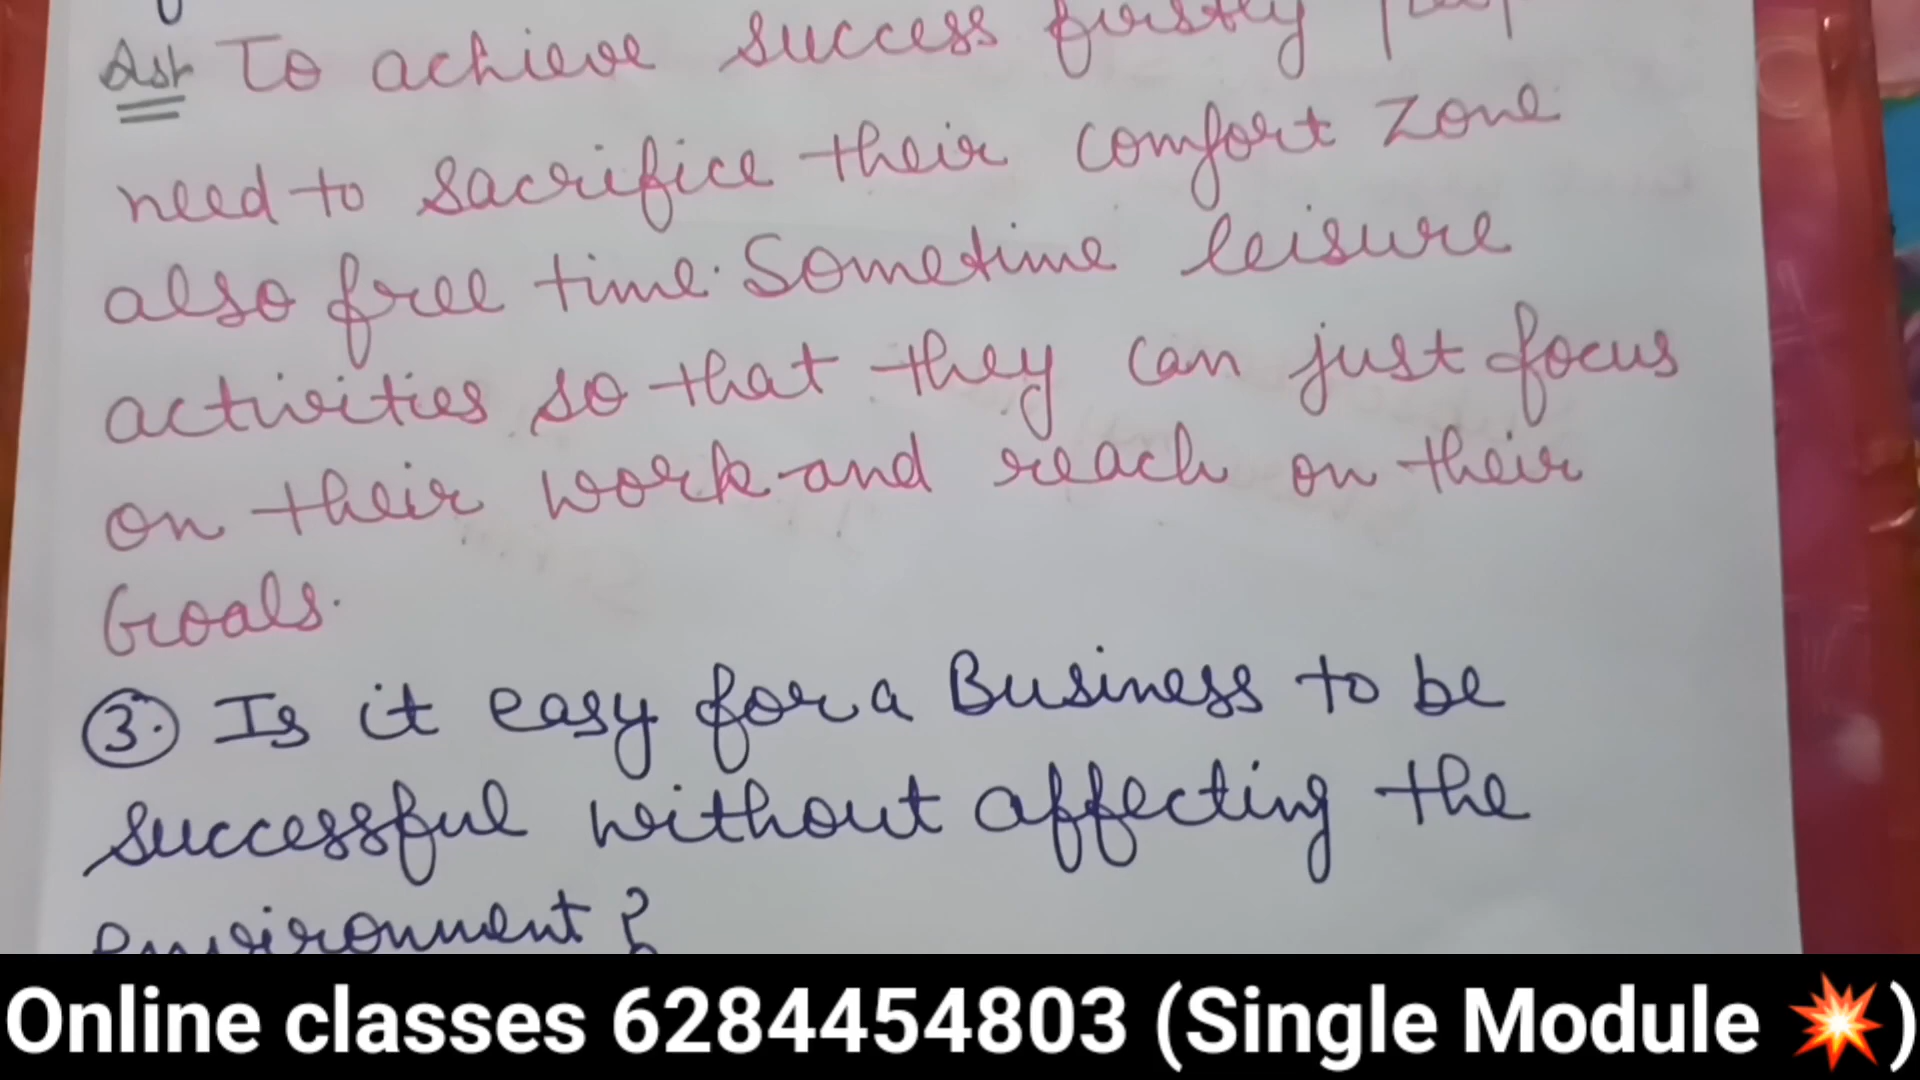 Ans To achieve success firstly
need to sacrifice their comfort zone
also free time. Sometime leisure
activities so that they can just focus
on their work and reach on their
Goals.
3. Is it easy for a Business to be
successful without affecting the
environment?
Online classes 6284454803 (Single Module 💥)